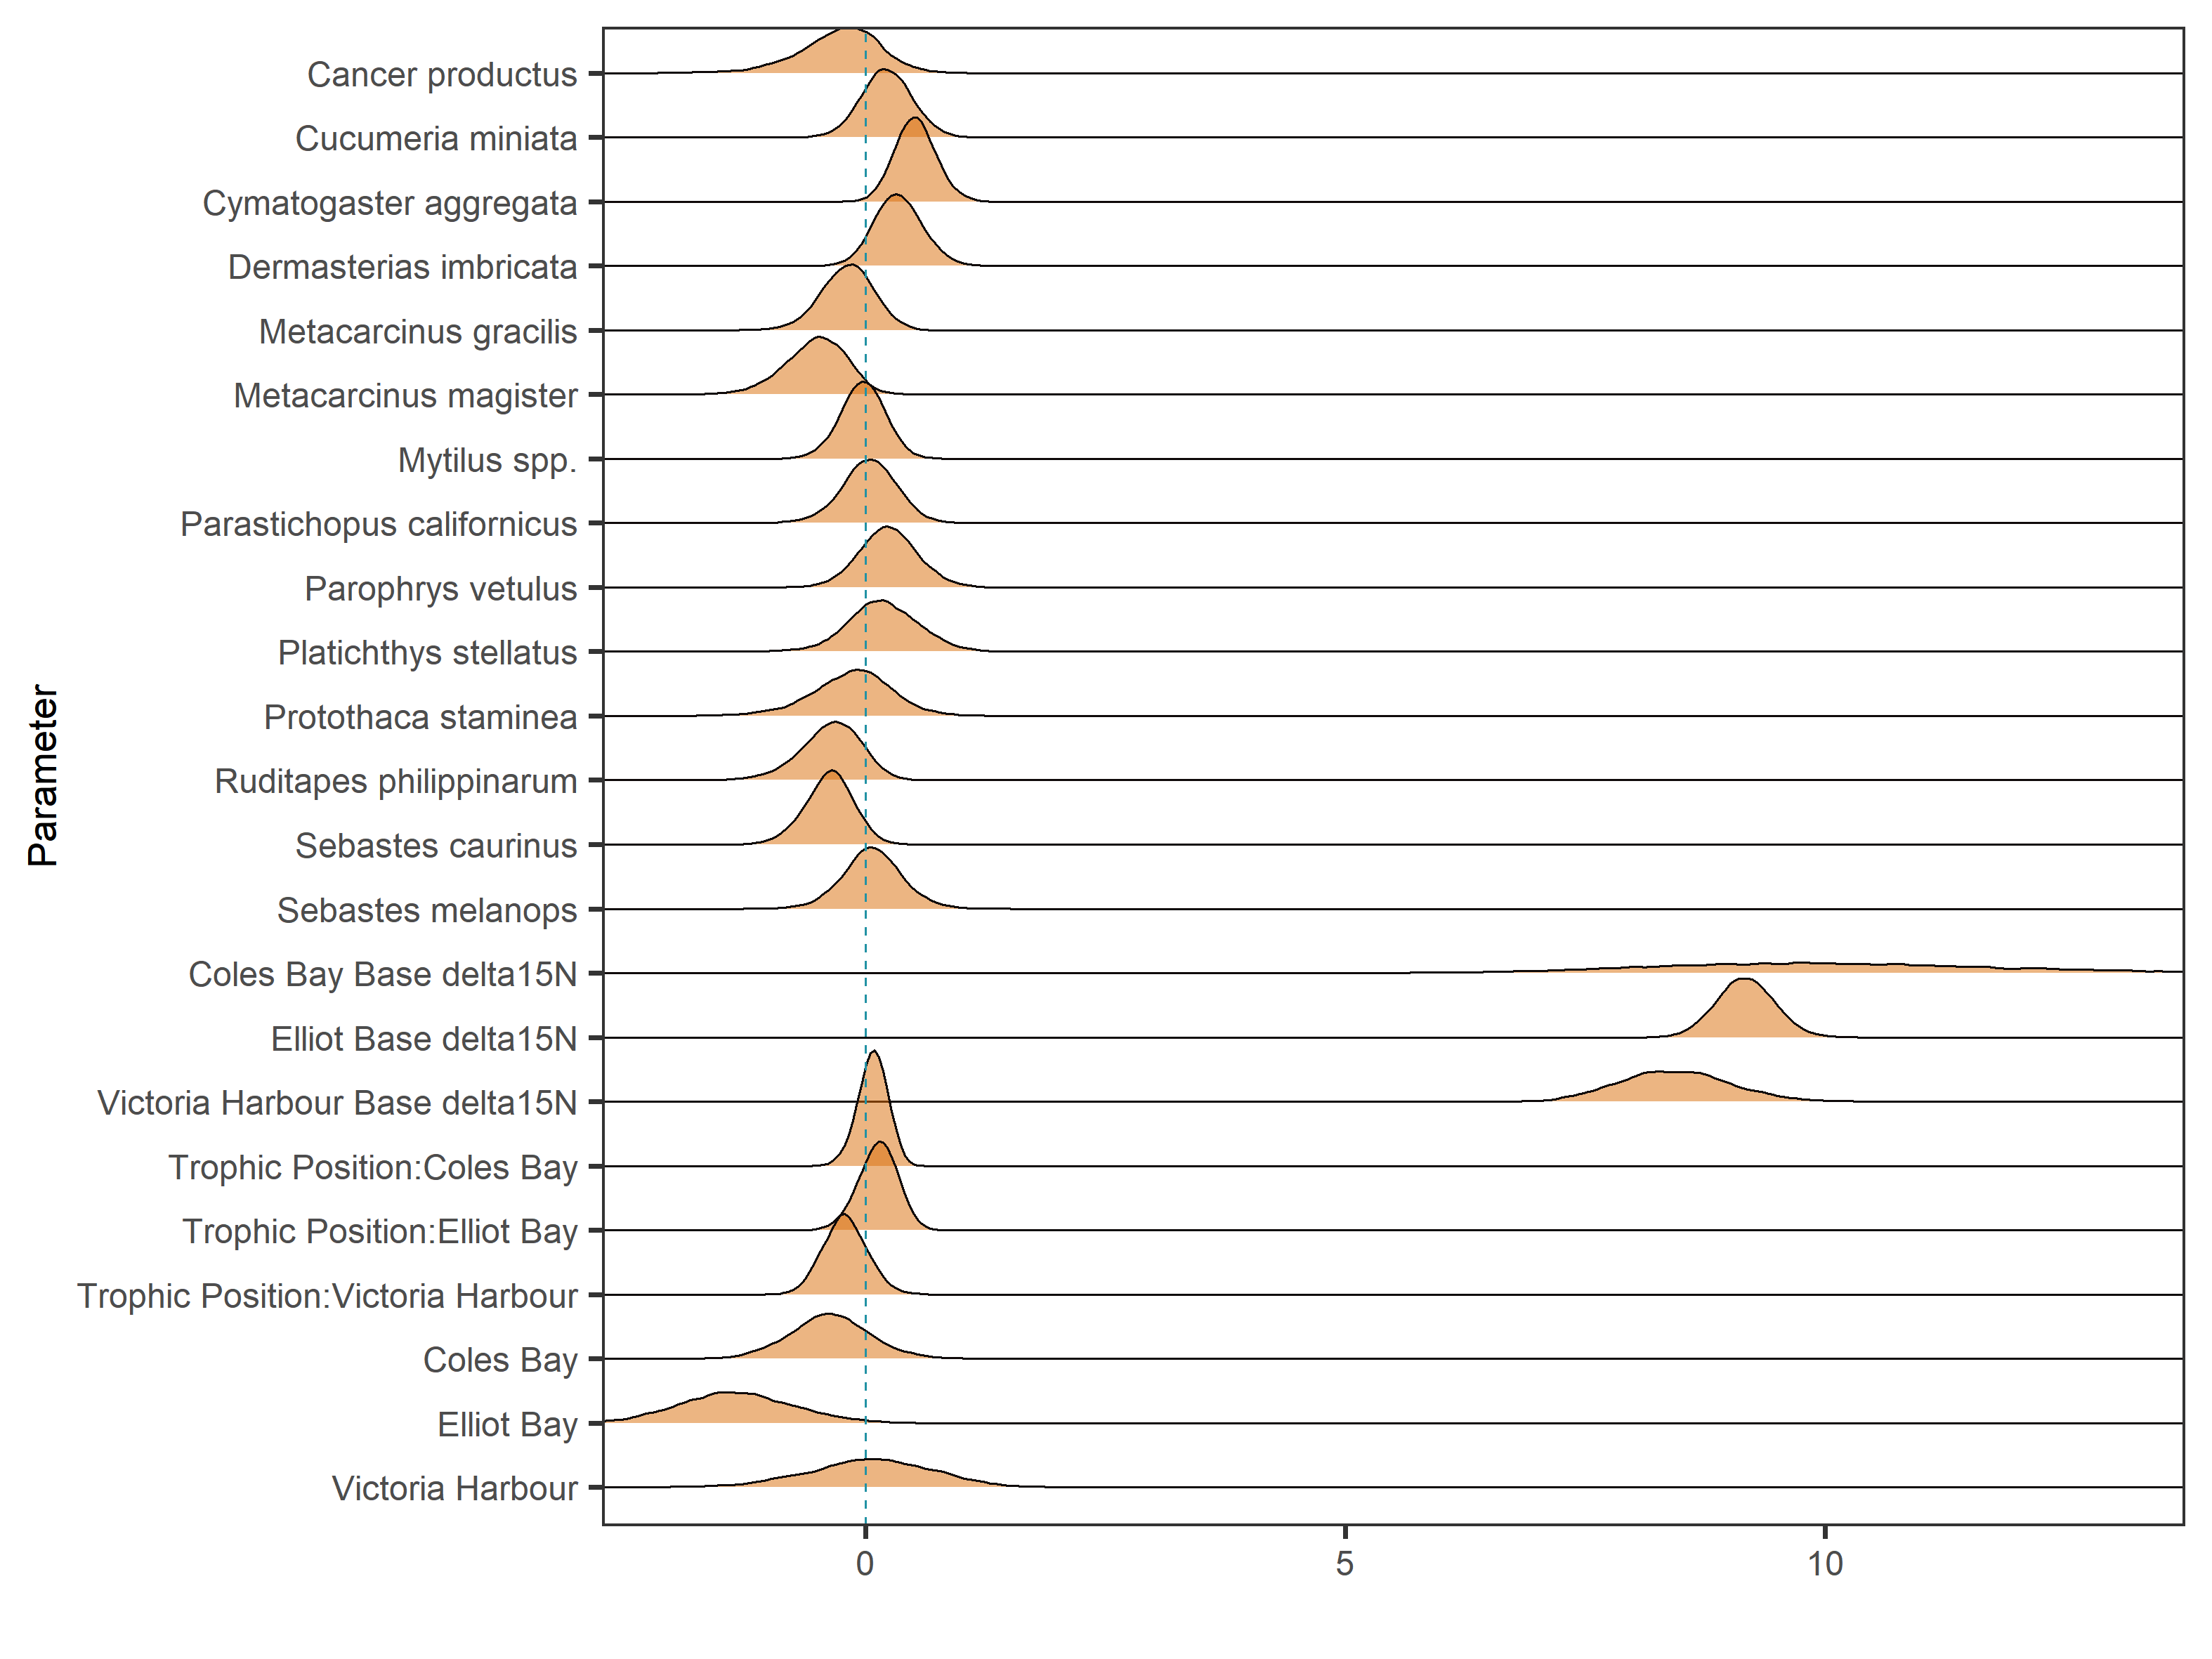 Parameter
Cancer productus
Cucumeria miniata
Cymatogaster aggregata
Dermasterias imbricata
Metacarcinus gracilis
Metacarcinus magister
Mytilus spp.
Parastichopus californicus
Parophrys vetulus
Platichthys stellatus
Protothaca staminea
Ruditapes philippinarum
Sebastes caurinus
Sebastes melanops
Coles Bay Base delta15N
Elliot Base delta15N
Victoria Harbour Base delta15N
Trophic Position:Coles Bay
Trophic Position:Elliot Bay
Trophic Position:Victoria Harbour
Coles Bay
Elliot Bay
Victoria Harbour
0 5 10